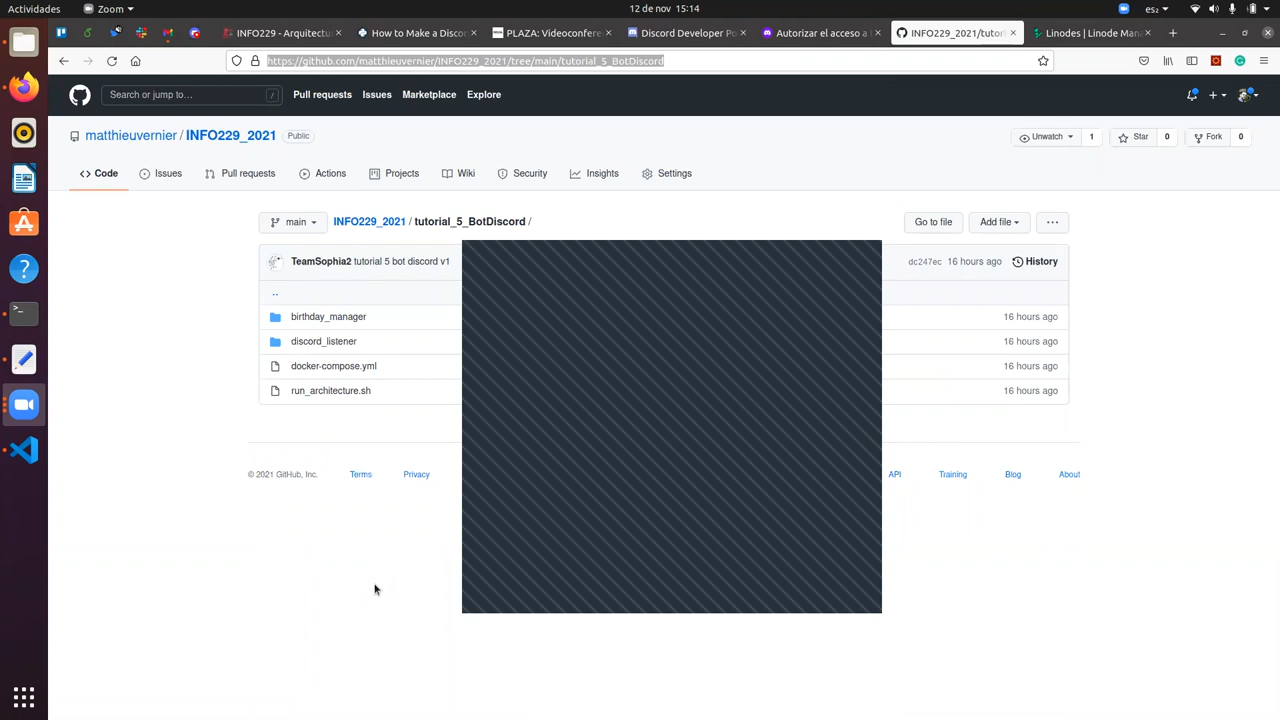 Actividades Zoom 12 de nov 15:14 es₂
INFO229 - Arquitectur How to Make a Discor PLAZA: Videoconferen Discord Developer Po Autorizar el acceso a INFO229_2021/tutori Linodes | Linode Mana
https://github.com/matthieuvernier/INFO229_2021/tree/main/tutorial_5_BotDiscord
Search or jump to… / Pull requests Issues Marketplace Explore
matthieuvernier / INFO229_2021 Public Unwatch 1 Star 0 Fork 0
Code Issues Pull requests Actions Projects Wiki Security Insights Settings
main INFO229_2021 / tutorial_5_BotDiscord / Go to file Add file
TeamSophia2 tutorial 5 bot discord v1 dc247ec 16 hours ago History
..
birthday_manager 16 hours ago
discord_listener 16 hours ago
docker-compose.yml 16 hours ago
run_architecture.sh 16 hours ago
© 2021 GitHub, Inc. Terms Privacy API Training Blog About